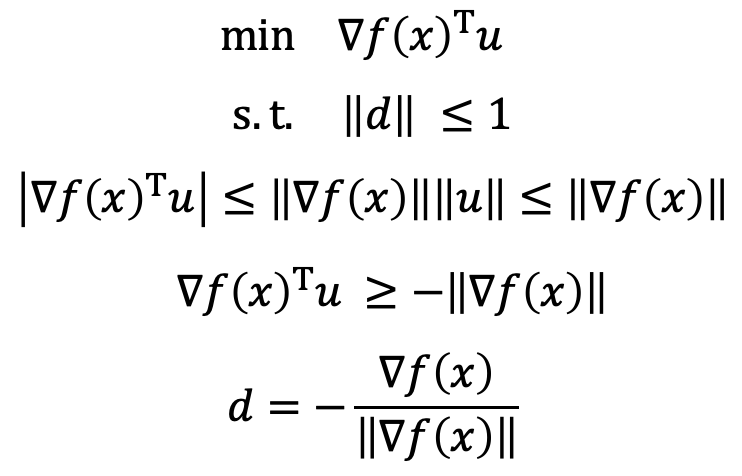 min ∇f(x)ᵀu
s.t. ‖d‖ ≤ 1
|∇f(x)ᵀu| ≤ ‖∇f(x)‖‖u‖ ≤ ‖∇f(x)‖
∇f(x)ᵀu ≥ −‖∇f(x)‖
d = − ∇f(x) / ‖∇f(x)‖